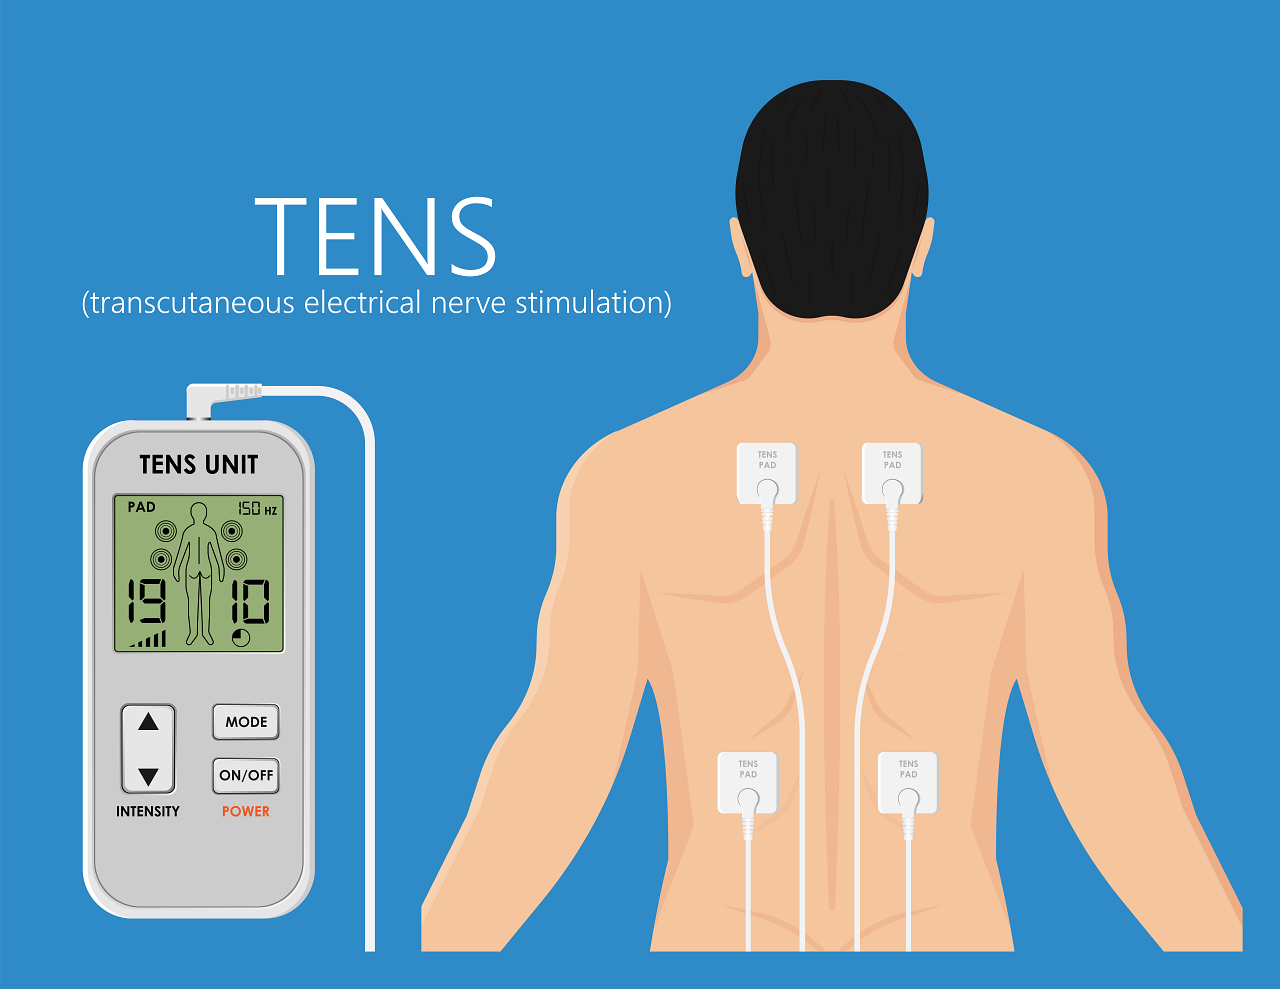 TENS
(transcutaneous electrical nerve stimulation)
TENS UNIT
PAD
150 HZ
19
10
MODE
ON/OFF
INTENSITY
POWER
TENS
PAD
TENS
PAD
TENS
PAD
TENS
PAD